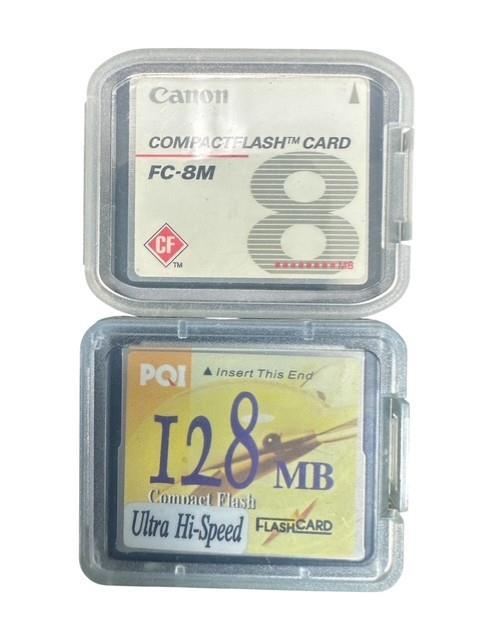 Canon
COMPACTFLASH™ CARD
FC-8M
8
MB
CF
TM
PQI
Insert This End
128 MB
Compact Flash
Ultra Hi-Speed
FLASHCARD